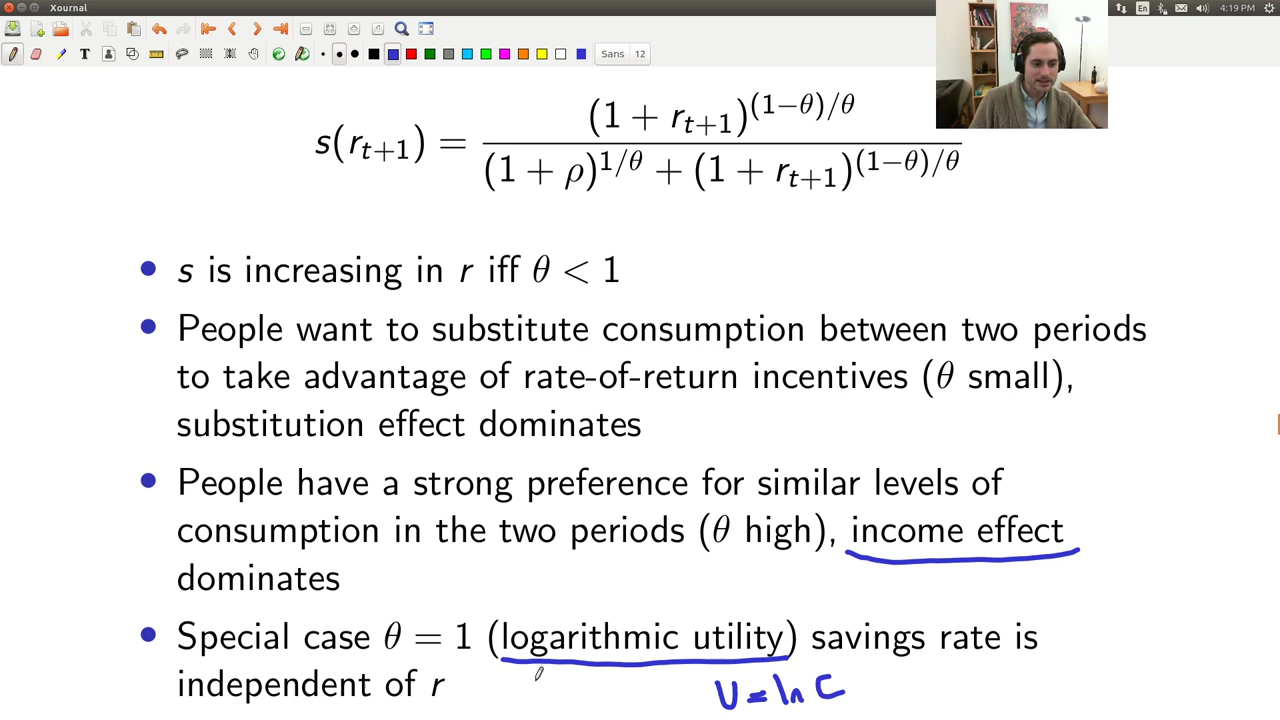 Xournal
En
4:19 PM
T
Sans 12
s(r_{t+1}) = \frac{(1 + r_{t+1})^{(1−θ)/θ}}{(1 + ρ)^{1/θ} + (1 + r_{t+1})^{(1−θ)/θ}}
• s is increasing in r iff θ < 1
• People want to substitute consumption between two periods
to take advantage of rate-of-return incentives (θ small),
substitution effect dominates
• People have a strong preference for similar levels of
consumption in the two periods (θ high), income effect
dominates
• Special case θ = 1 (logarithmic utility) savings rate is
independent of r
U = ln C